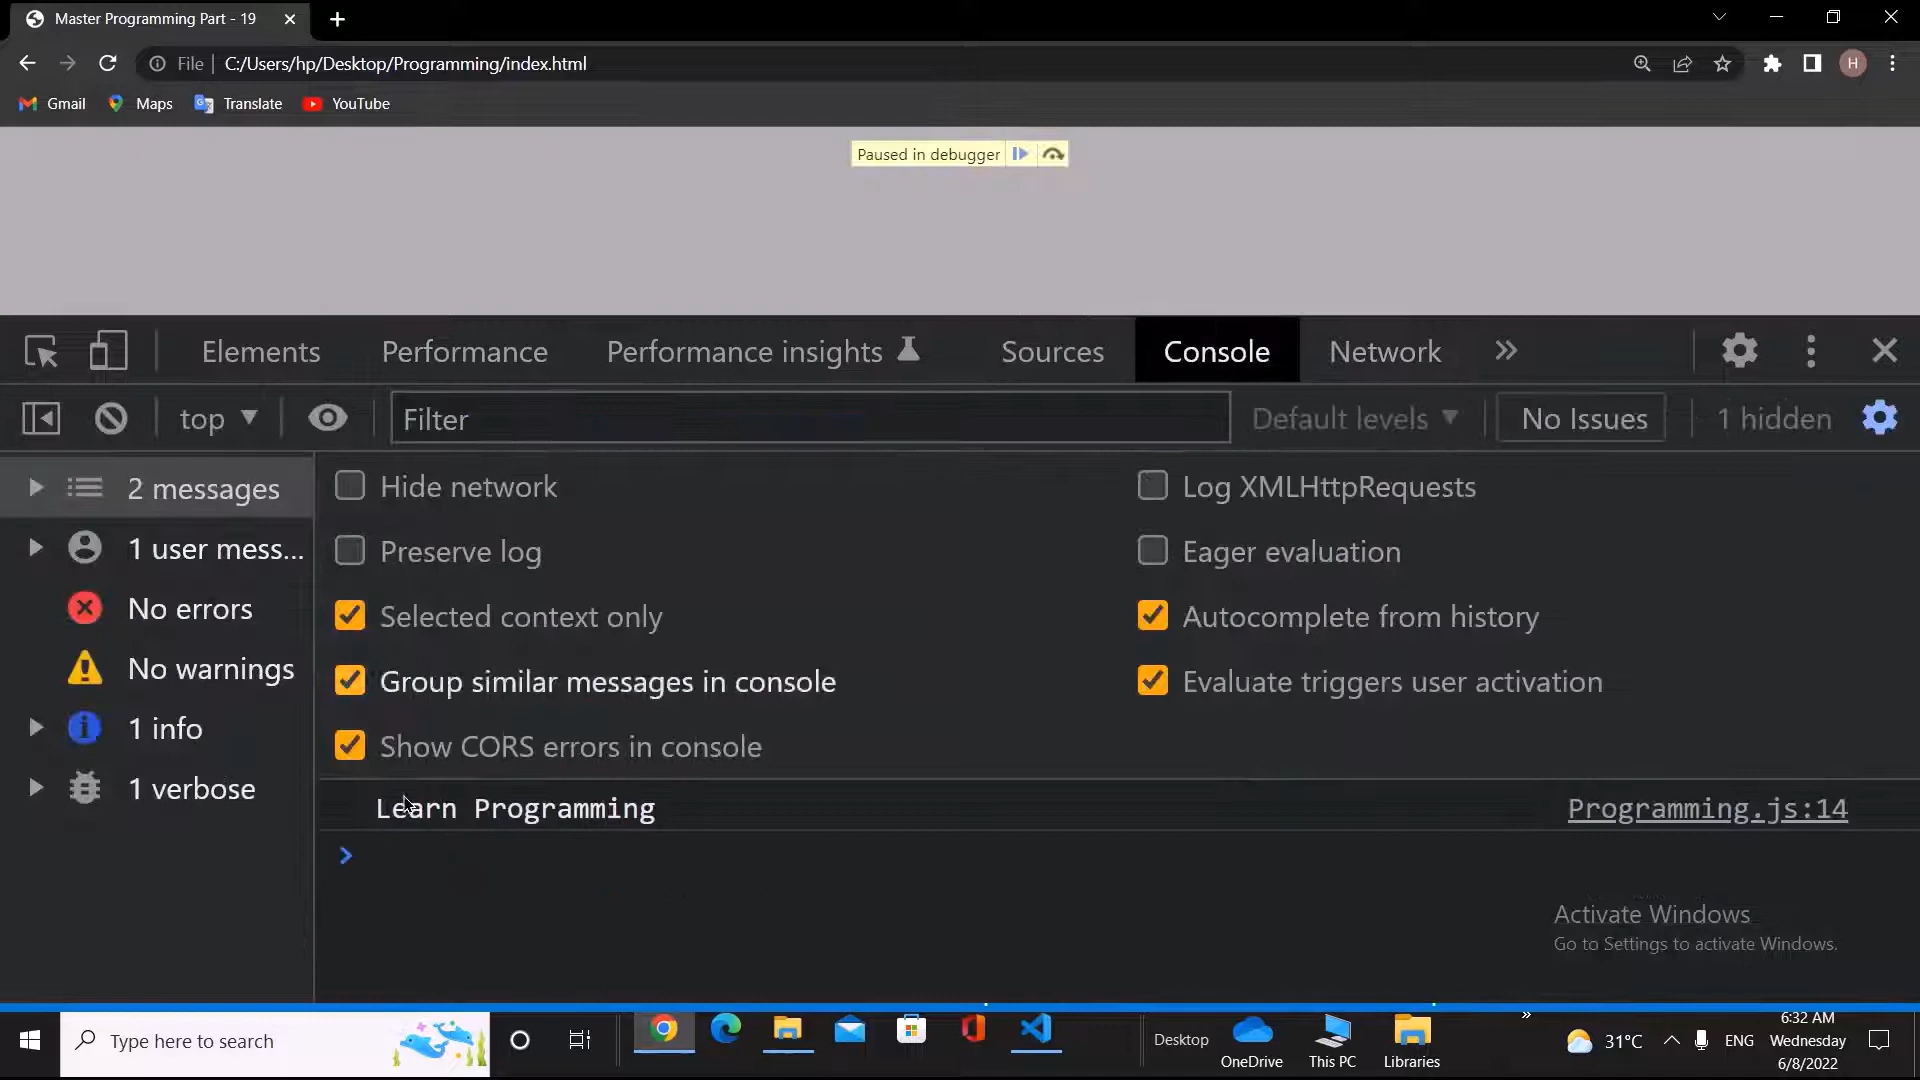 Master Programming Part - 19
File
C:/Users/hp/Desktop/Programming/index.html
H
Gmail
Maps
Translate
YouTube
Paused in debugger
Elements
Performance
Performance insights
Sources
Console
Network
top
Filter
Default levels
No Issues
1 hidden
2 messages
1 user mess...
No errors
No warnings
1 info
1 verbose
Hide network
Log XMLHttpRequests
Preserve log
Eager evaluation
Selected context only
Autocomplete from history
Group similar messages in console
Evaluate triggers user activation
Show CORS errors in console
Learn Programming
Programming.js:14
Activate Windows
Go to Settings to activate Windows.
Type here to search
Desktop
OneDrive
This PC
Libraries
31°C
ENG
6:32 AM
Wednesday
6/8/2022